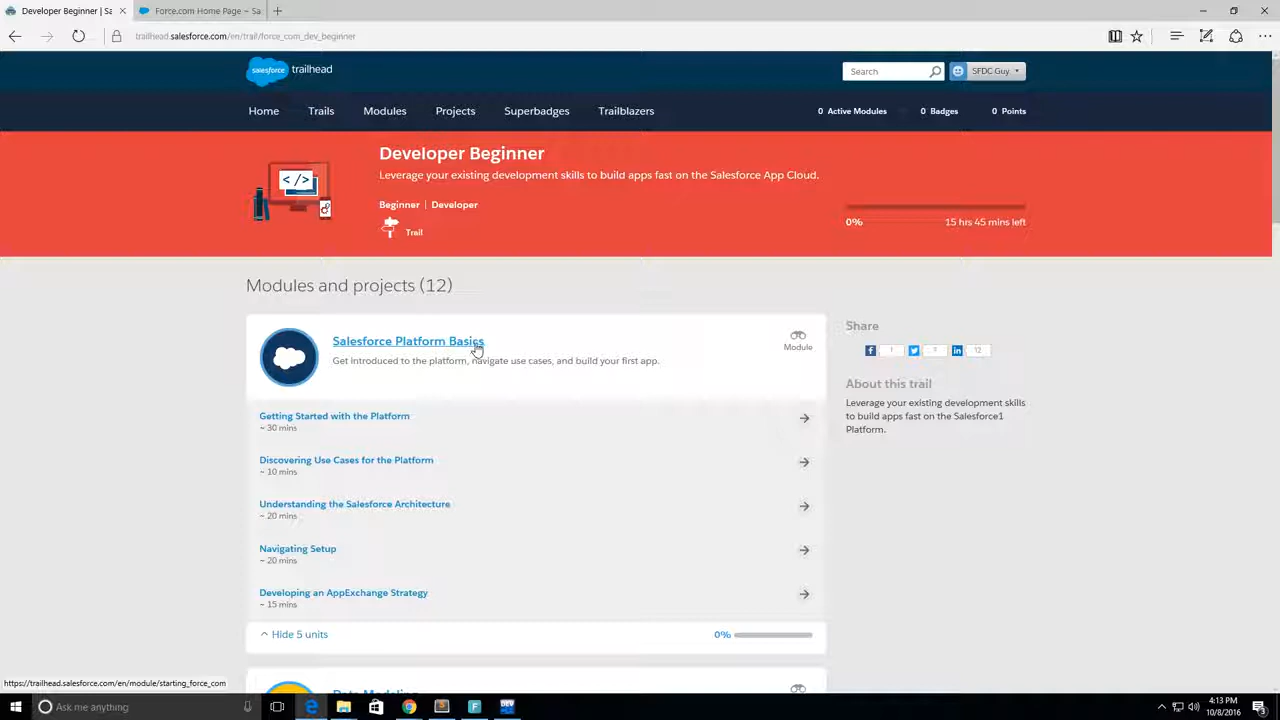 Developer Beginner | Sa
Force.com Home Page ~ Sa
trailhead.salesforce.com/en/trail/force_com_dev_beginner
salesforce trailhead
Search
SFDC Guy
Home Trails Modules Projects Superbadges Trailblazers
0 Active Modules 0 Badges 0 Points
Developer Beginner
Leverage your existing development skills to build apps fast on the Salesforce App Cloud.
Beginner | Developer
Trail
0% 15 hrs 45 mins left
</>
Modules and projects (12)
Salesforce Platform Basics
Get introduced to the platform, navigate use cases, and build your first app.
Module
Getting Started with the Platform
~ 30 mins
Discovering Use Cases for the Platform
~ 10 mins
Understanding the Salesforce Architecture
~ 20 mins
Navigating Setup
~ 20 mins
Developing an AppExchange Strategy
~ 15 mins
Hide 5 units
0%
Data Modeling
Share
12
About this trail
Leverage your existing development skills
to build apps fast on the Salesforce1
Platform.
https://trailhead.salesforce.com/en/module/starting_force_com
Ask me anything
DEV
4:13 PM
10/8/2016